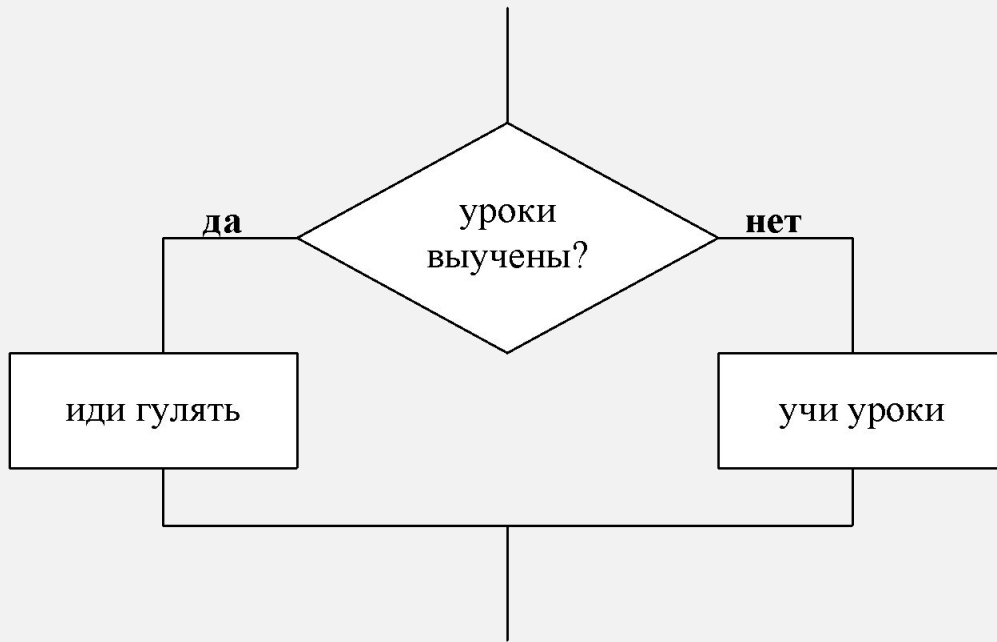 уроки
выучены?
да
нет
иди гулять
учи уроки